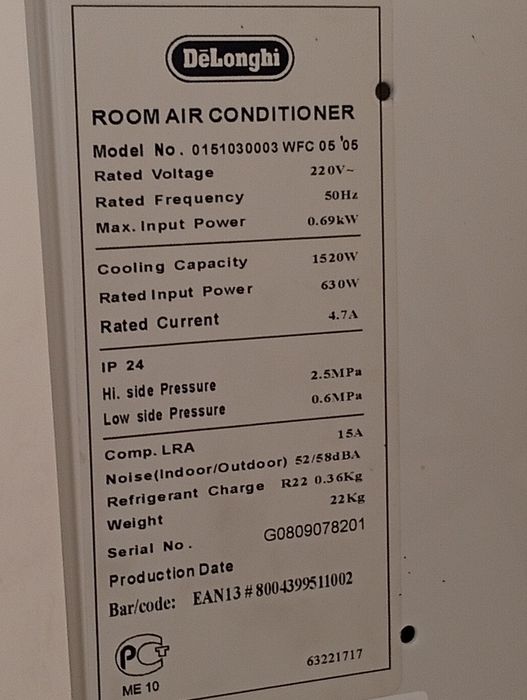 DeLonghi
ROOM AIR CONDITIONER
Model No. 0151030003 WFC 05 '05
Rated Voltage 220V~
Rated Frequency 50Hz
Max. Input Power 0.69kW
Cooling Capacity 1520W
Rated Input Power 630W
Rated Current 4.7A
IP 24
Hi. side Pressure 2.5MPa
Low side Pressure 0.6MPa
Comp. LRA 15A
Noise(Indoor/Outdoor) 52/58dBA
Refrigerant Charge R22 0.36Kg
Weight 22Kg
Serial No. G0809078201
Production Date
Bar/code: EAN13 # 8004399511002
РСТ
ME 10
63221717